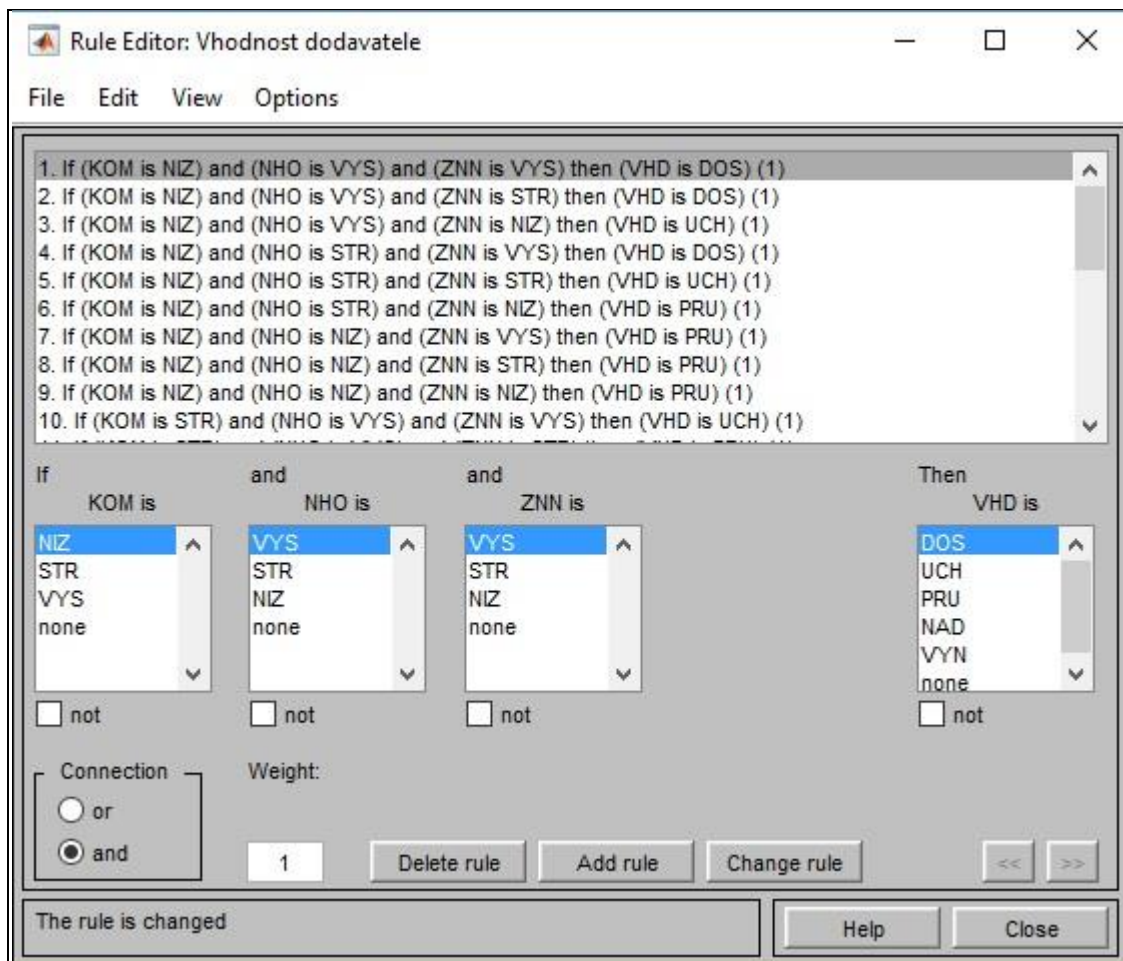 Rule Editor: Vhodnost dodavatele
File Edit View Options
1. If (KOM is NIZ) and (NHO is VYS) and (ZNN is VYS) then (VHD is DOS) (1)
2. If (KOM is NIZ) and (NHO is VYS) and (ZNN is STR) then (VHD is DOS) (1)
3. If (KOM is NIZ) and (NHO is VYS) and (ZNN is NIZ) then (VHD is UCH) (1)
4. If (KOM is NIZ) and (NHO is STR) and (ZNN is VYS) then (VHD is DOS) (1)
5. If (KOM is NIZ) and (NHO is STR) and (ZNN is STR) then (VHD is UCH) (1)
6. If (KOM is NIZ) and (NHO is STR) and (ZNN is NIZ) then (VHD is PRU) (1)
7. If (KOM is NIZ) and (NHO is NIZ) and (ZNN is VYS) then (VHD is PRU) (1)
8. If (KOM is NIZ) and (NHO is NIZ) and (ZNN is STR) then (VHD is PRU) (1)
9. If (KOM is NIZ) and (NHO is NIZ) and (ZNN is NIZ) then (VHD is PRU) (1)
10. If (KOM is STR) and (NHO is VYS) and (ZNN is VYS) then (VHD is UCH) (1)
If and and Then
KOM is NHO is ZNN is VHD is
NIZ VYS VYS DOS
STR STR STR UCH
VYS NIZ NIZ PRU
none none none NAD
VYN
none
not not not not
Connection Weight:
or
and 1 Delete rule Add rule Change rule << >>
The rule is changed Help Close